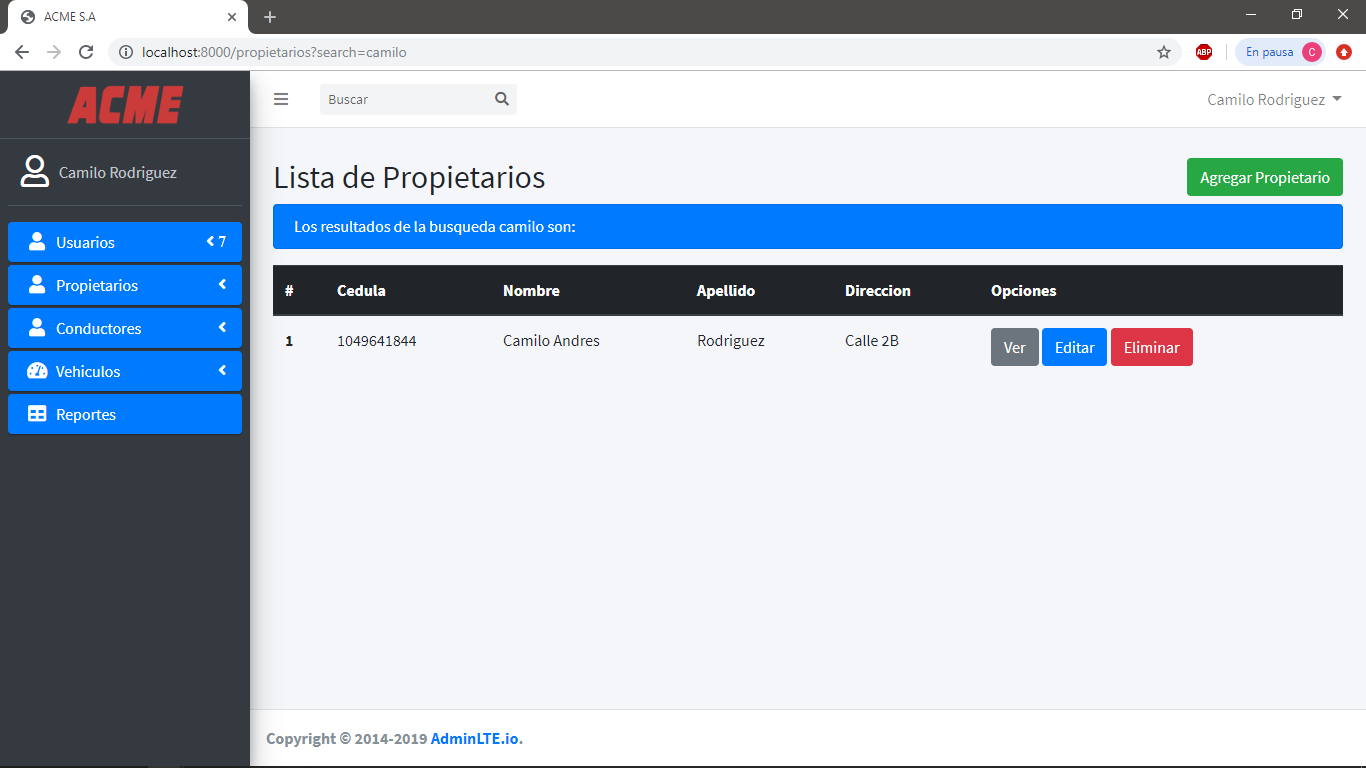 ACME S.A
localhost:8000/propietarios?search=camilo
ABP
En pausa
C
ACME
Buscar
Camilo Rodriguez
Camilo Rodriguez
Lista de Propietarios
Agregar Propietario
Los resultados de la busqueda camilo son:
Usuarios 7
Propietarios
Conductores
Vehiculos
Reportes
# Cedula Nombre Apellido Direccion Opciones
1 1049641844 Camilo Andres Rodriguez Calle 2B Ver Editar Eliminar
Copyright © 2014-2019 AdminLTE.io.